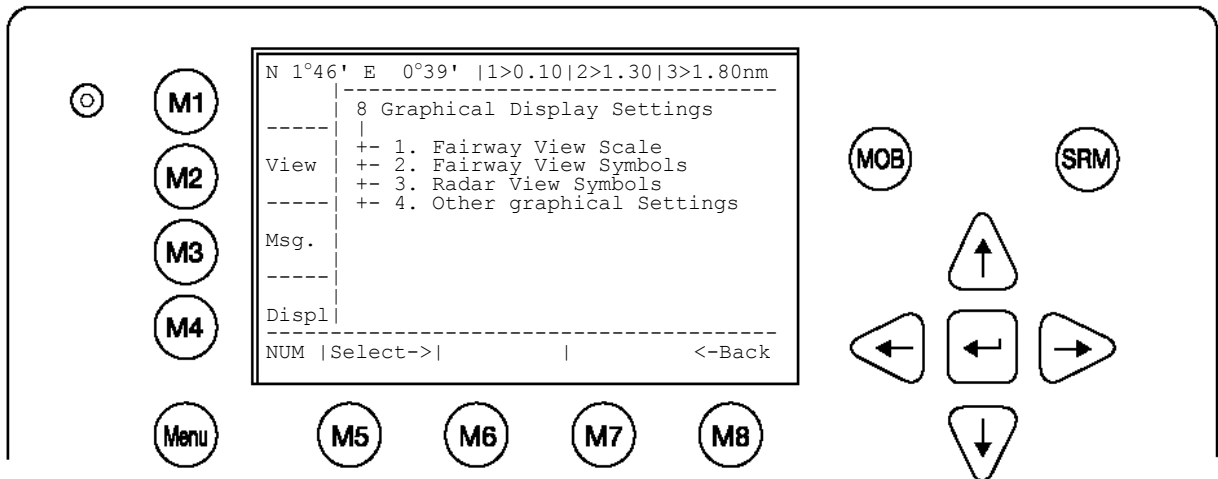 N 1°46' E 0°39' |1>0.10|2>1.30|3>1.80nm
8 Graphical Display Settings
+- 1. Fairway View Scale
View | +- 2. Fairway View Symbols
+- 3. Radar View Symbols
+- 4. Other graphical Settings
Msg.
Displ|
NUM |Select->| | <-Back
M1
M2
M3
M4
Menu
M5
M6
M7
M8
MOB
SRM